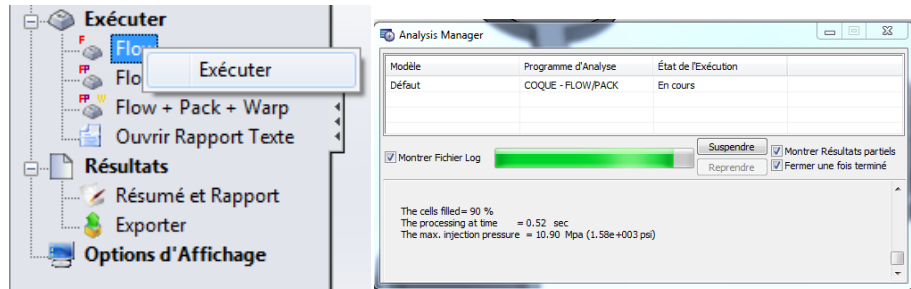 Exécuter
Flow
Exécuter
Flo
Flow + Pack + Warp
Ouvrir Rapport Texte
Résultats
Résumé et Rapport
Exporter
Options d'Affichage
Analysis Manager
Modèle Programme d'Analyse État de l'Exécution
Défaut COQUE - FLOW/PACK En cours
Montrer Fichier Log
Suspendre
Reprendre
Montrer Résultats partiels
Fermer une fois terminé
The cells filled= 90 %
The processing at time = 0.52 sec
The max. injection pressure = 10.90 Mpa (1.58e+003 psi)